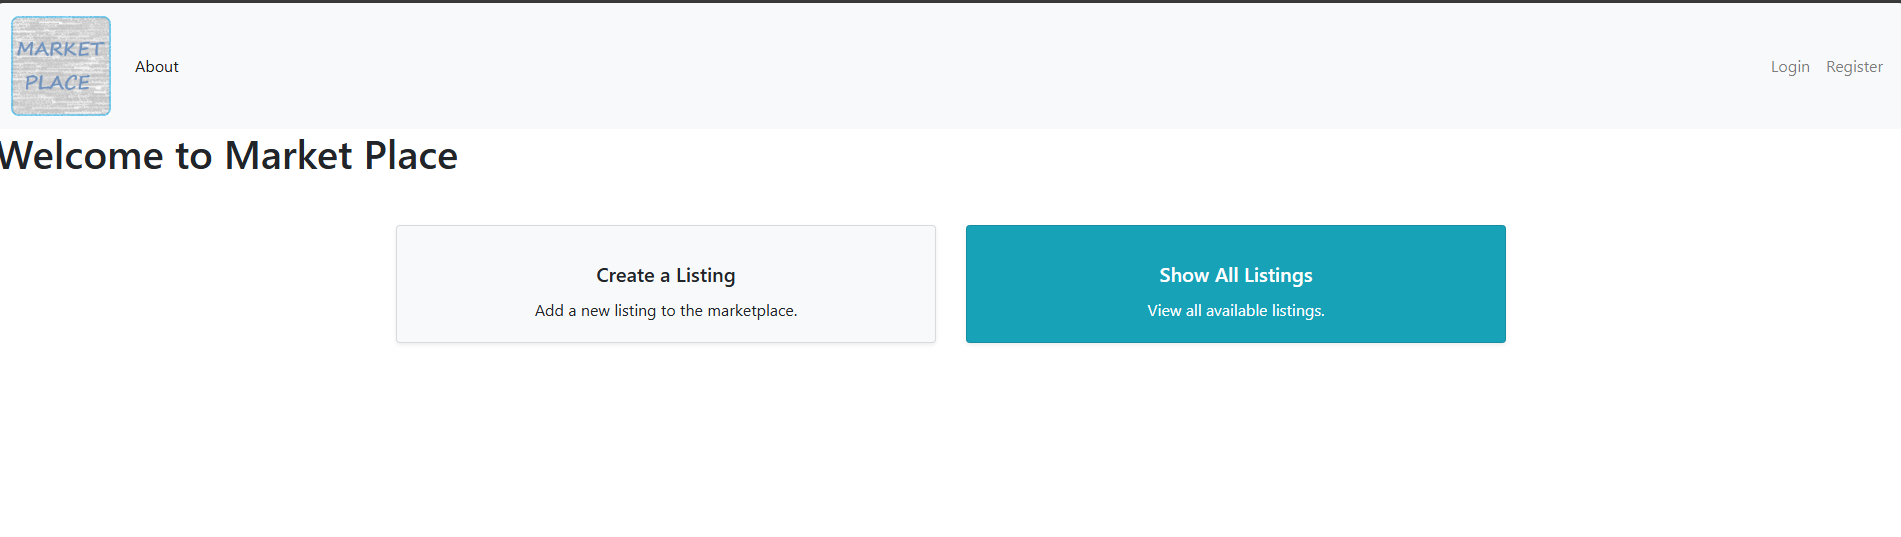 MARKET
PLACE
About
Login
Register
Welcome to Market Place
Create a Listing
Add a new listing to the marketplace.
Show All Listings
View all available listings.